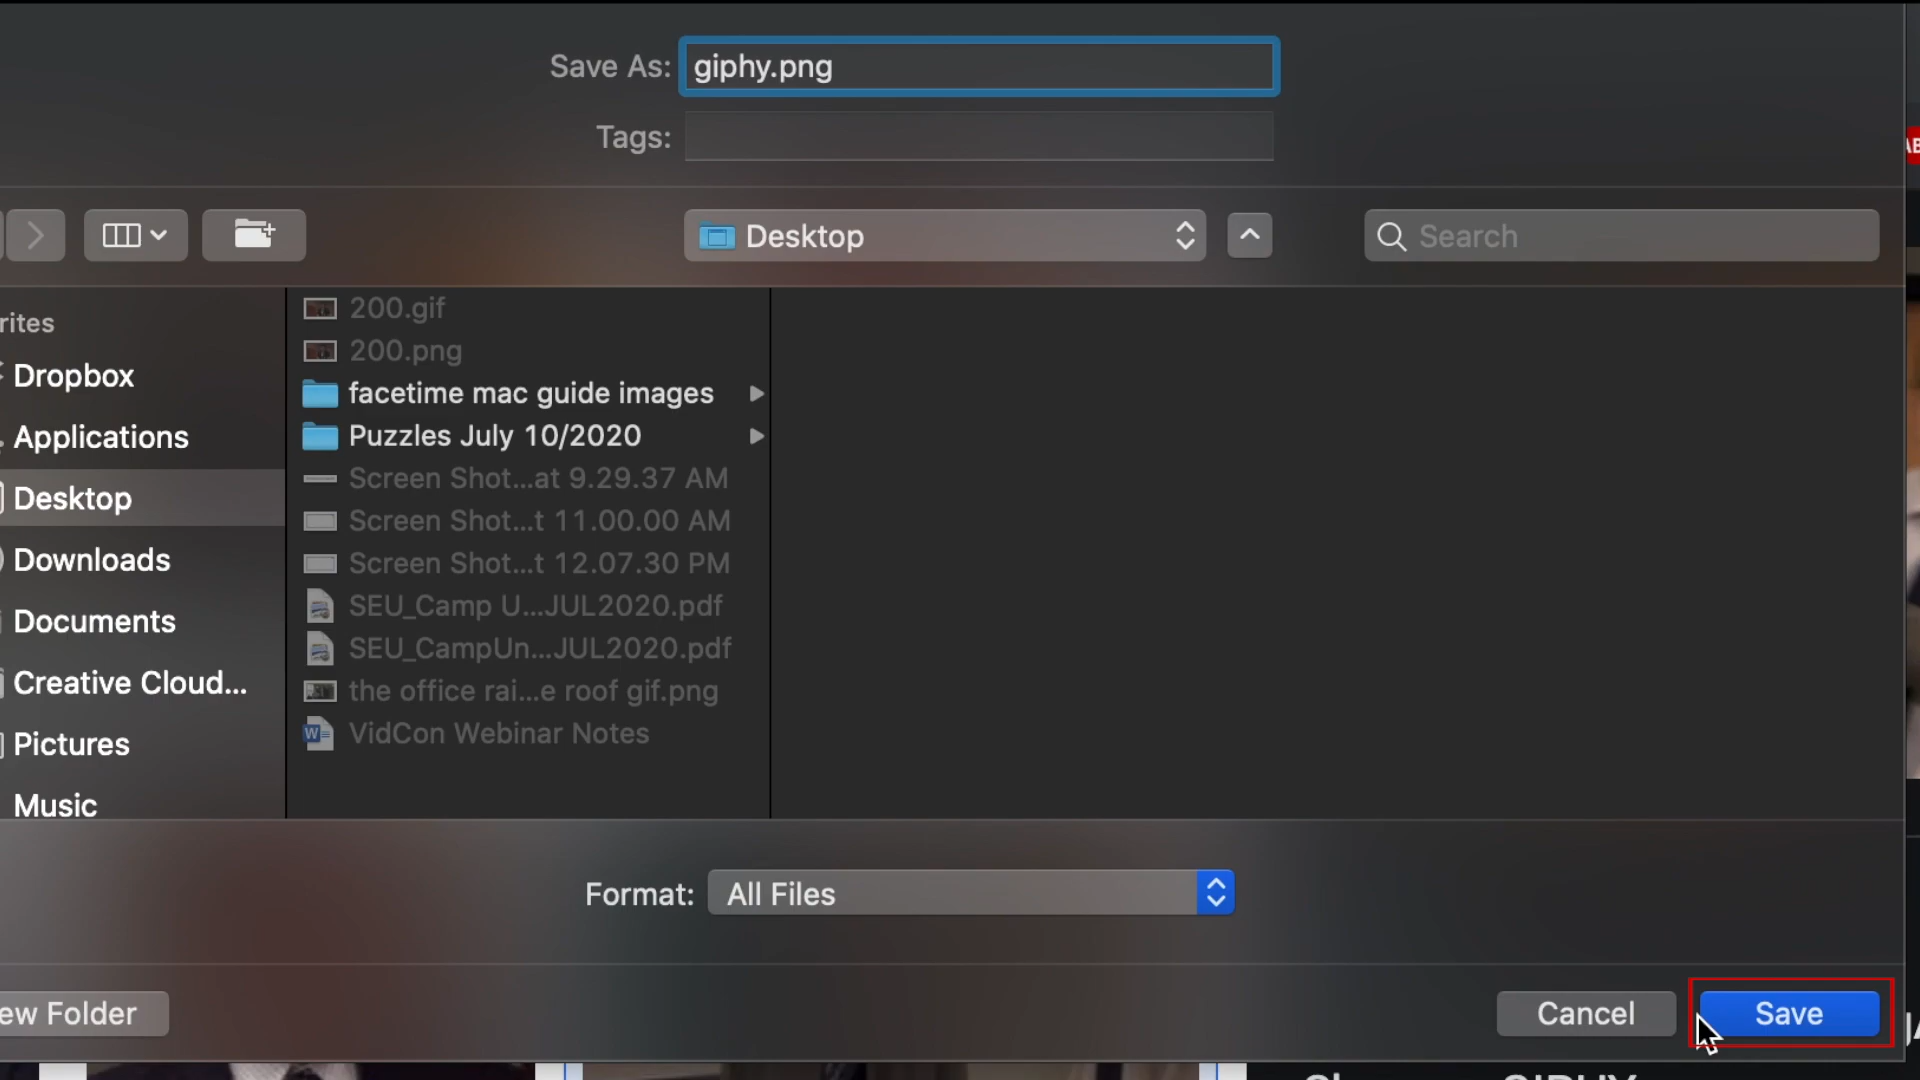 Save As: giphy.png
Tags:
Desktop
Search
rites
Dropbox
Applications
Desktop
Downloads
Documents
Creative Cloud...
Pictures
Music
200.gif
200.png
facetime mac guide images
Puzzles July 10/2020
Screen Shot...at 9.29.37 AM
Screen Shot...t 11.00.00 AM
Screen Shot...t 12.07.30 PM
SEU_Camp U...JUL2020.pdf
SEU_CampUn...JUL2020.pdf
the office rai...e roof gif.png
VidCon Webinar Notes
Format: All Files
ew Folder
Cancel
Save